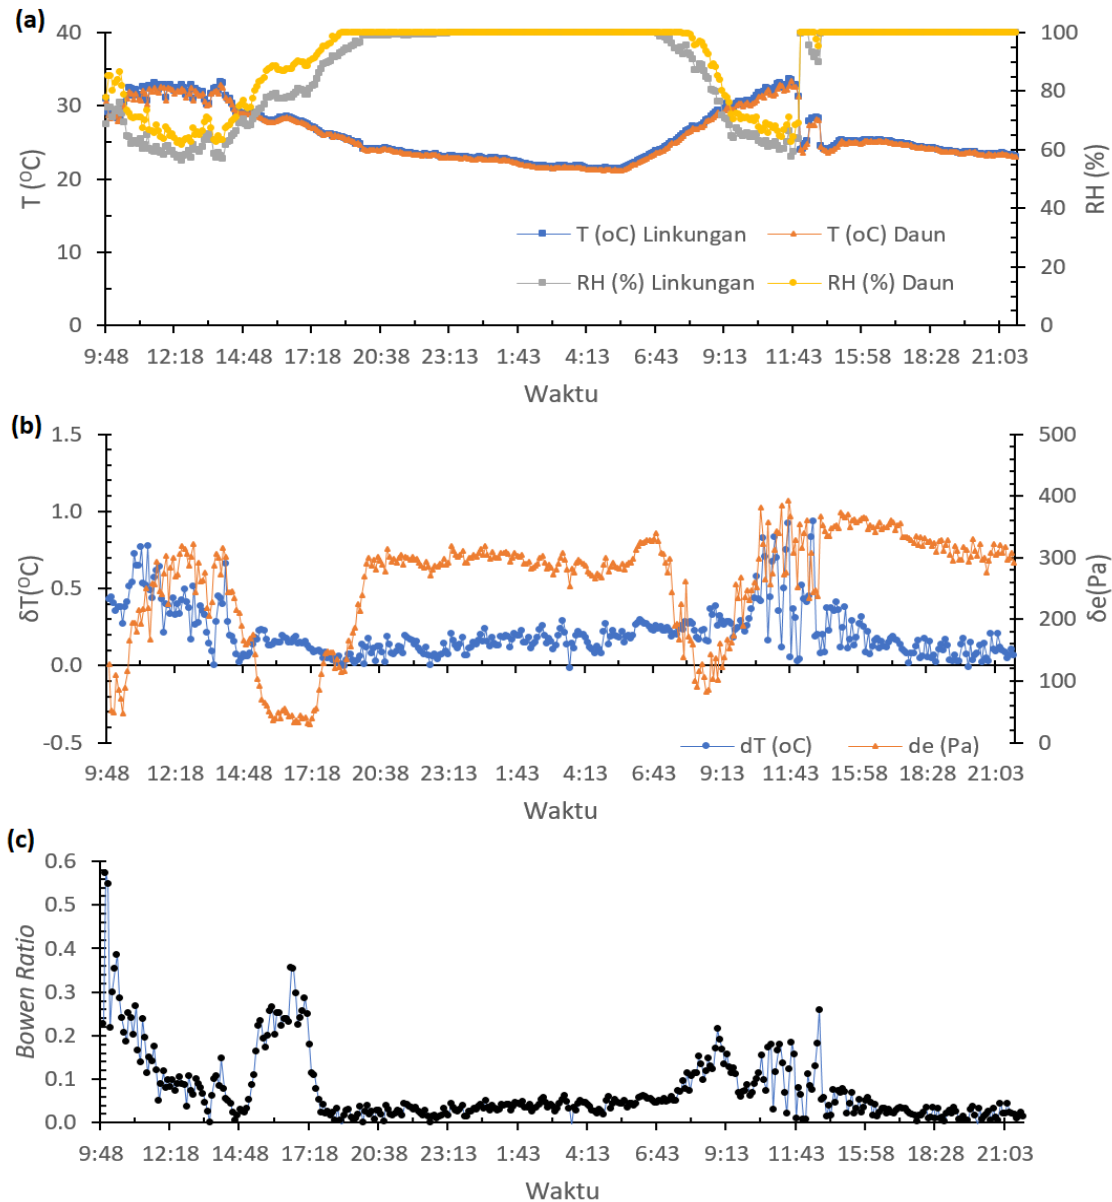 (a)
40
30
20
10
0
T (⁰C)
100
80
60
40
20
0
RH (%)
T (oC) Linkungan
T (oC) Daun
RH (%) Linkungan
RH (%) Daun
9:48 12:18 14:48 17:18 20:38 23:13 1:43 4:13 6:43 9:13 11:43 15:58 18:28 21:03
Waktu
(b)
1.5
1.0
0.5
0.0
-0.5
δT(⁰C)
500
400
300
200
100
0
δe(Pa)
dT (oC)
de (Pa)
9:48 12:18 14:48 17:18 20:38 23:13 1:43 4:13 6:43 9:13 11:43 15:58 18:28 21:03
Waktu
(c)
0.6
0.5
0.4
0.3
0.2
0.1
0.0
Bowen Ratio
9:48 12:18 14:48 17:18 20:38 23:13 1:43 4:13 6:43 9:13 11:43 15:58 18:28 21:03
Waktu